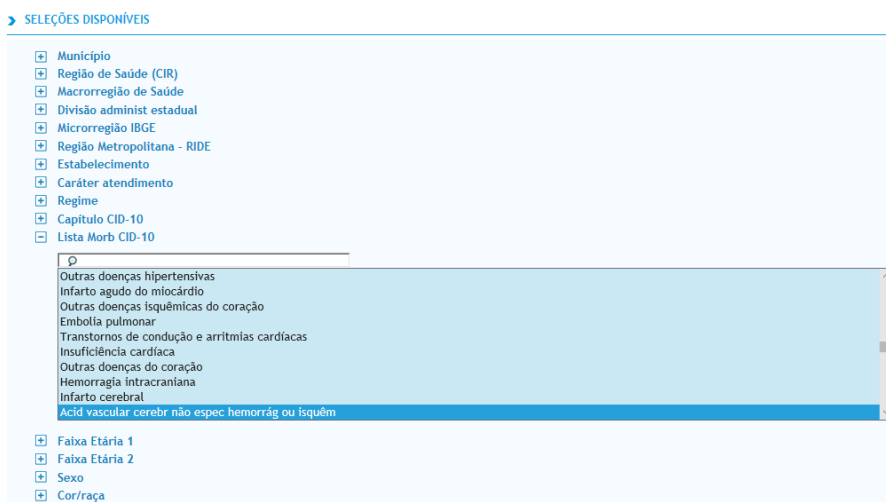 SELEÇÕES DISPONÍVEIS
Município
Região de Saúde (CIR)
Macrorregião de Saúde
Divisão administ estadual
Microrregião IBGE
Região Metropolitana - RIDE
Estabelecimento
Caráter atendimento
Regime
Capítulo CID-10
Lista Morb CID-10
Outras doenças hipertensivas
Infarto agudo do miocárdio
Outras doenças isquêmicas do coração
Embolia pulmonar
Transtornos de condução e arritmias cardíacas
Insuficiência cardíaca
Outras doenças do coração
Hemorragia intracraniana
Infarto cerebral
Acid vascular cerebr não espec hemorrág ou isquêm
Faixa Etária 1
Faixa Etária 2
Sexo
Cor/raça